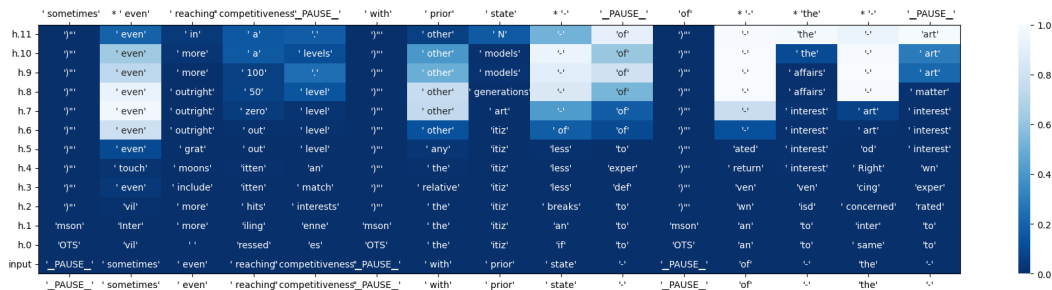 ' sometimes' * ' even' ' reaching' ' competitiveness' '_PAUSE_' ' with' ' prior' ' state' * '-' '_PAUSE_' 'of' * '-' * 'the' * '-' '_PAUSE_'
h.11 ')"' ' even' ' in' ' a' '.' ')"' ' other' ' N' '-' 'of' ')"' '-' 'the' '-' 'art' 1.0
h.10 ')"' ' even' ' more' ' a' ' levels' ')"' ' other' ' models' '-' 'of' ')"' '-' ' the' '-' ' art'
h.9 ')"' ' even' ' more' ' 100' '.' ')"' ' other' ' models' '-' 'of' ')"' '-' ' affairs' '-' ' art'
h.8 ')"' ' even' ' outright' ' 50' ' level' ')"' ' other' ' generations' '-' 'of' ')"' '-' ' affairs' '-' ' matter' 0.8
h.7 ')"' ' even' ' outright' ' zero' ' level' ')"' ' other' ' art' '-' 'of' ')"' '-' ' interest' ' art' ' interest'
h.6 ')"' ' even' ' outright' ' out' ' level' ')"' ' other' 'itiz' ' of' 'of' ')"' '-' ' interest' ' art' ' interest' 0.6
h.5 ')"' ' even' ' grat' ' out' ' level' ')"' ' any' 'itiz' 'less' 'to' ')"' 'ated' ' interest' 'od' ' interest'
h.4 ')"' ' touch' ' moons' 'itten' 'an' ')"' ' the' 'itiz' 'less' 'exper' ')"' ' return' ' interest' ' Right' 'wn' 0.4
h.3 ')"' ' even' ' include' 'itten' ' match' ')"' ' relative' 'itiz' 'less' 'def' ')"' 'ven' 'ven' 'cing' 'exper'
h.2 ')"' 'vil' ' more' ' hits' ' interests' ')"' ' the' 'itiz' ' breaks' 'to' ')"' 'wn' 'isd' ' concerned' 'rated' 0.2
h.1 'mson' 'Inter' ' more' 'iling' 'enne' 'mson' ' the' 'itiz' 'an' 'to' 'mson' 'an' 'to' 'inter' 'to'
h.0 'OTS' 'vil' ' ' 'ressed' 'es' 'OTS' ' the' 'itiz' 'if' 'to' 'OTS' 'an' 'to' ' same' 'to'
input '_PAUSE_' ' sometimes' ' even' ' reaching' ' competitiveness' '_PAUSE_' ' with' ' prior' ' state' '-' '_PAUSE_' 'of' '-' 'the' '-' 0.0
'_PAUSE_' ' sometimes' ' even' ' reaching' ' competitiveness' '_PAUSE_' ' with' ' prior' ' state' '-' '_PAUSE_' 'of' '-' 'the' '-'